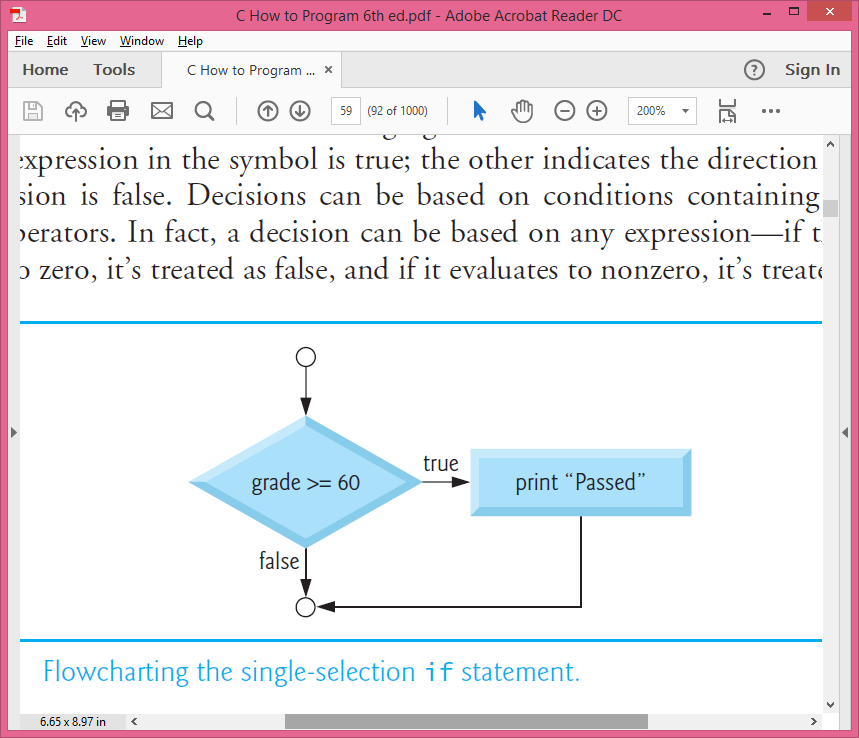 C How to Program 6th ed.pdf - Adobe Acrobat Reader DC
File Edit View Window Help
Home Tools C How to Program ... × ? Sign In
59 (92 of 1000) 200%
expression in the symbol is true; the other indicates the direction
sion is false. Decisions can be based on conditions containing
perators. In fact, a decision can be based on any expression—if
zero, it's treated as false, and if it evaluates to nonzero, it's
grade >= 60
true
print “Passed”
false
Flowcharting the single-selection if statement.
6.65 x 8.97 in